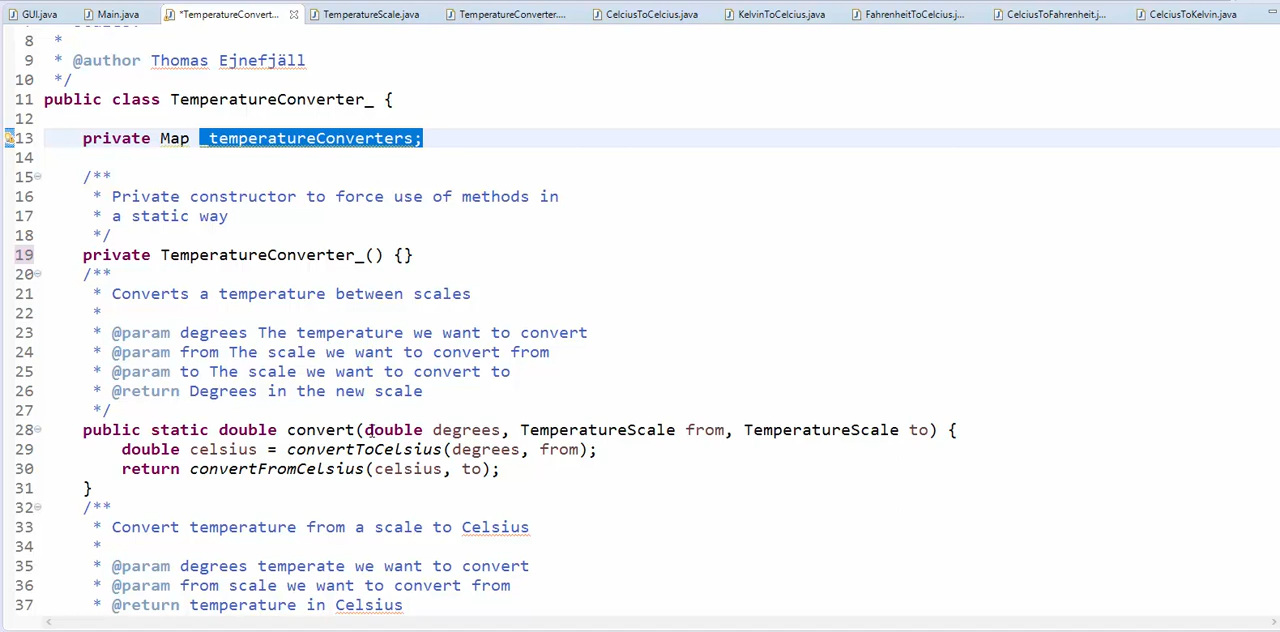 GUI.java Main.java *TemperatureConvert... TemperatureScale.java TemperatureConverter.... CelciusToCelcius.java KelvinToCelcius.java FahrenheitToCelcius.j... CelciusToFahrenheit.j... CelciusToKelvin.java
8 *
9 * @author Thomas Ejnefjäll
10 */
11 public class TemperatureConverter_ {
12
13 private Map _temperatureConverters;
14
15 /**
16 * Private constructor to force use of methods in
17 * a static way
18 */
19 private TemperatureConverter_() {}
20 /**
21 * Converts a temperature between scales
22 *
23 * @param degrees The temperature we want to convert
24 * @param from The scale we want to convert from
25 * @param to The scale we want to convert to
26 * @return Degrees in the new scale
27 */
28 public static double convert(double degrees, TemperatureScale from, TemperatureScale to) {
29 double celsius = convertToCelsius(degrees, from);
30 return convertFromCelsius(celsius, to);
31 }
32 /**
33 * Convert temperature from a scale to Celsius
34 *
35 * @param degrees temperate we want to convert
36 * @param from scale we want to convert from
37 * @return temperature in Celsius